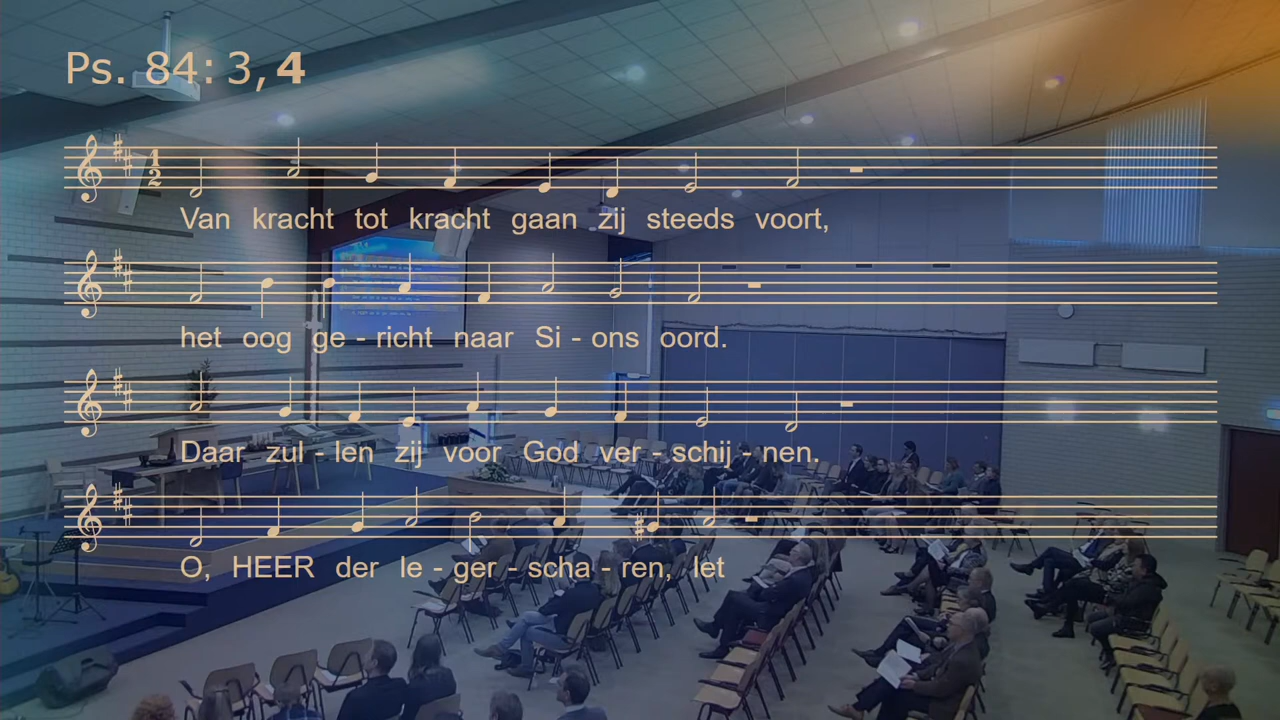 Ps. 84: 3, 4
Van kracht tot kracht gaan zij steeds voort,
het oog ge - richt naar Si - ons oord.
Daar zul - len zij voor God ver - schij - nen.
O, HEER der le - ger - scha - ren, let